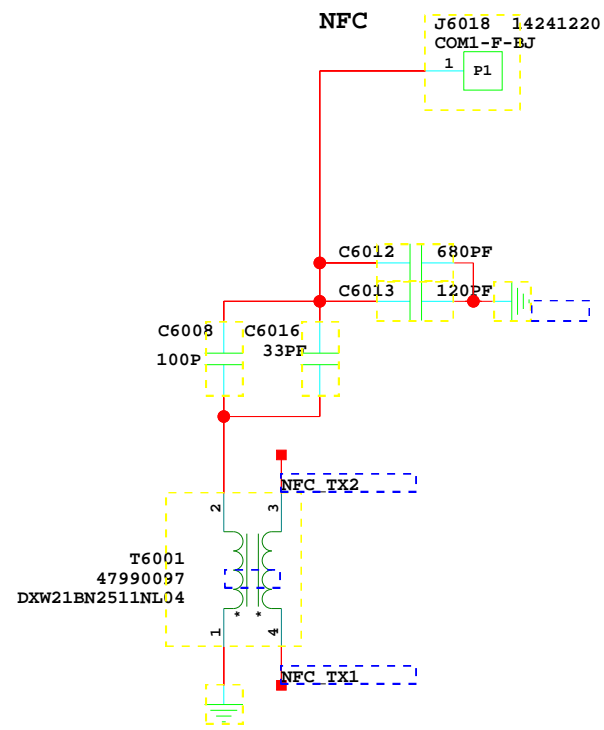 NFC
J6018 14241220
COM1-F-BJ
1 P1
C6012 680PF
C6013 120PF
C6008 C6016
33PF
100P
NFC_TX2
2 3
T6001
47990097
DXW21BN2511NL04
* *
1 4
NFC_TX1